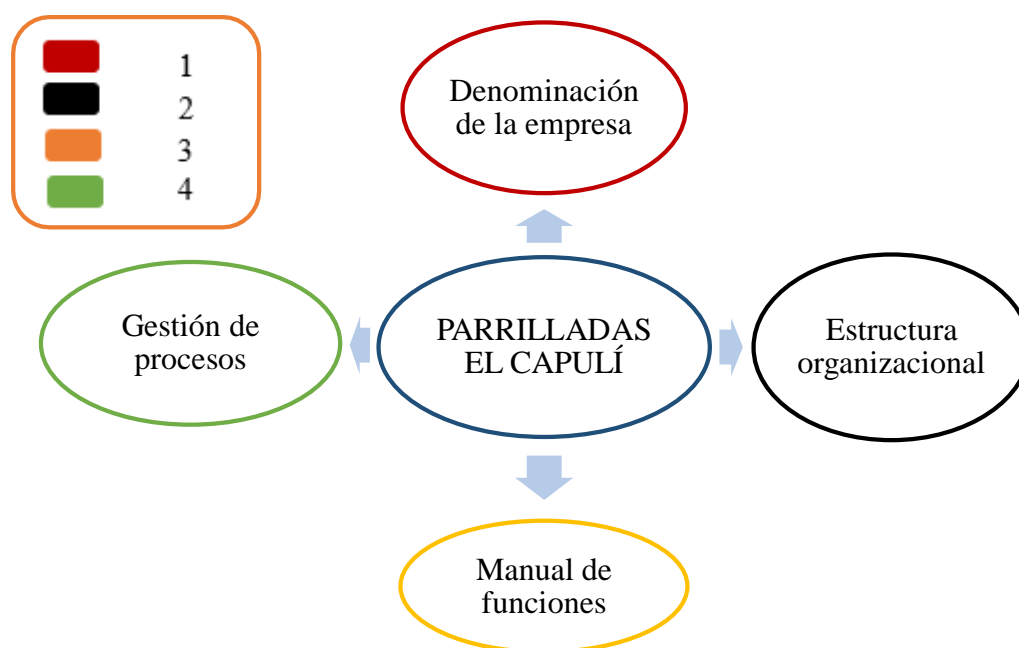 1
2
3
4
Denominación
de la empresa
Gestión de
procesos
PARRILLADAS
EL CAPULÍ
Estructura
organizacional
Manual de
funciones